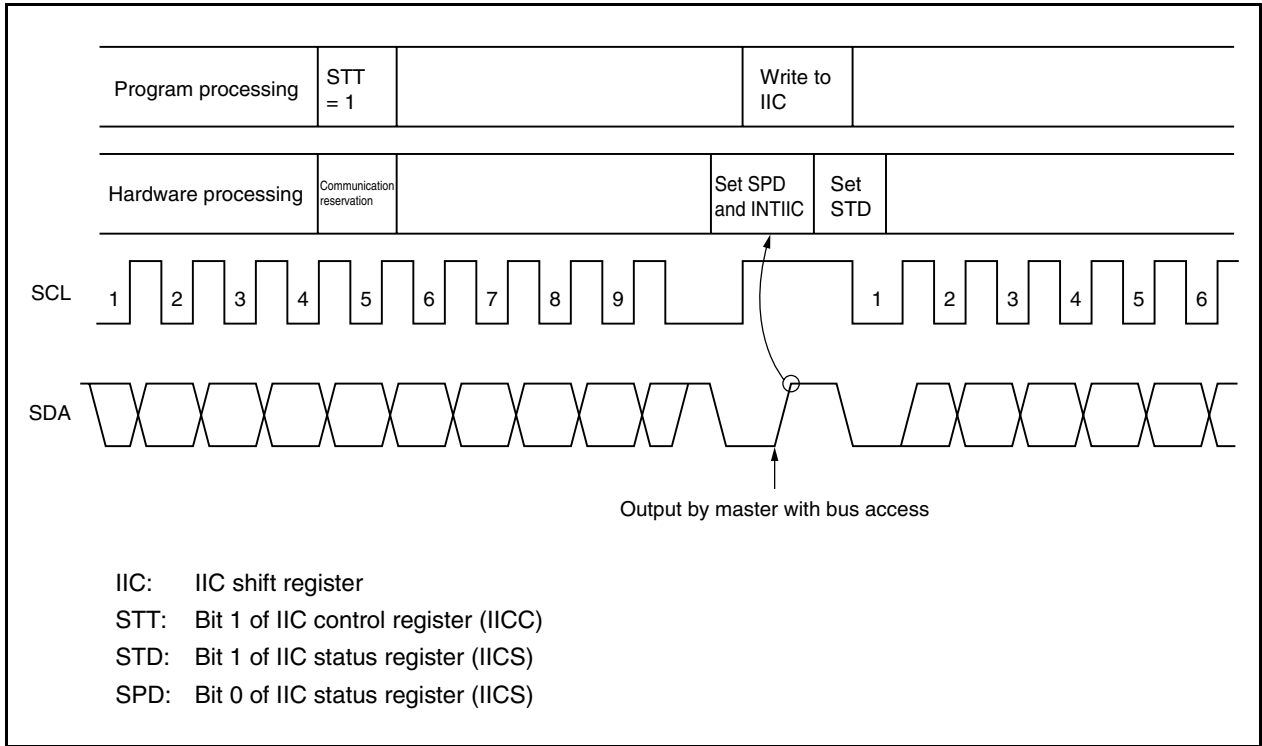 Program processing
STT
= 1
Write to
IIC
Hardware processing
Communication
reservation
Set SPD
and INTIIC
Set
STD
SCL
1 2 3 4 5 6 7 8 9 1 2 3 4 5 6
SDA
Output by master with bus access
IIC: IIC shift register
STT: Bit 1 of IIC control register (IICC)
STD: Bit 1 of IIC status register (IICS)
SPD: Bit 0 of IIC status register (IICS)